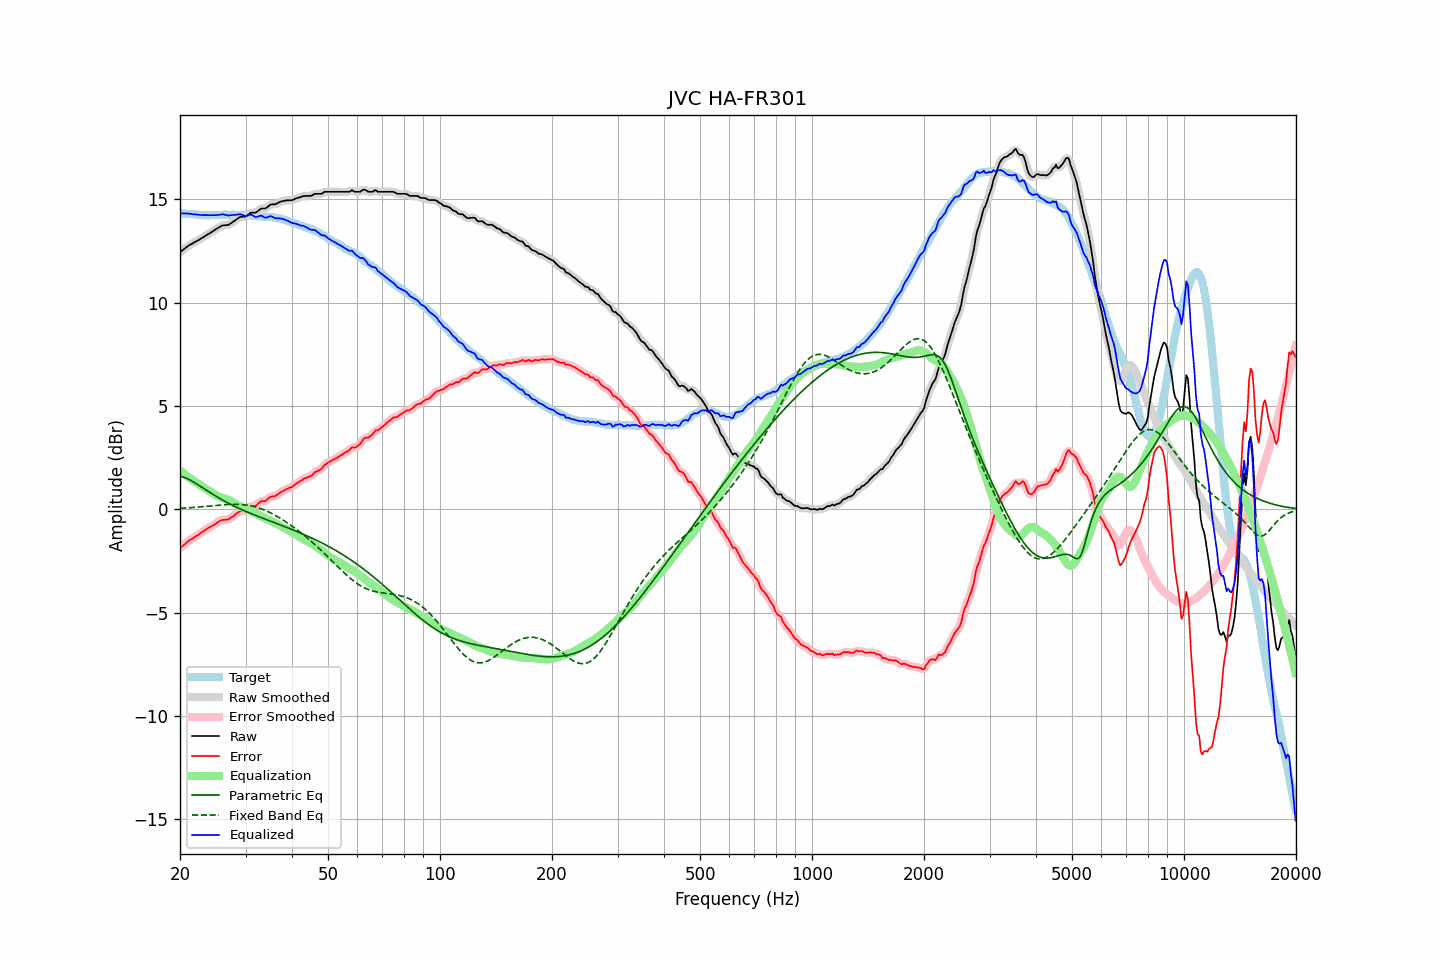 JVC HA-FR301
Amplitude (dBr)
15
10
5
0
−5
−10
−15
Target
Raw Smoothed
Error Smoothed
Raw
Error
Equalization
Parametric Eq
Fixed Band Eq
Equalized
20
50
100
200
500
1000
2000
5000
10000
20000
Frequency (Hz)